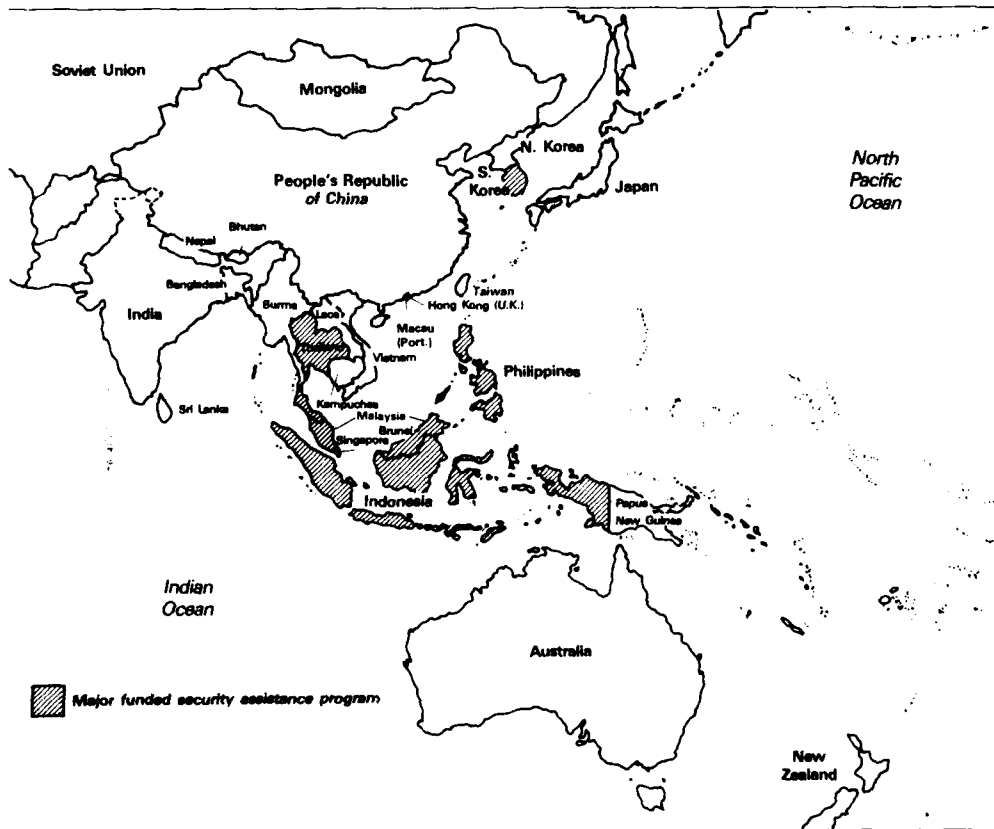 Soviet Union
Mongolia
N. Korea
S.
Korea
Japan
North
Pacific
Ocean
People's Republic
of China
Bhutan
Nepal
Bangladesh
India
Burma
Laos
Thailand
Taiwan
Hong Kong (U.K.)
Macau
(Port.)
Vietnam
Philippines
Kampuchea
Sri Lanka
Malaysia
Brunei
Singapore
Indonesia
Papua
New Guinea
Indian
Ocean
Australia
Major funded security assistance program
New
Zealand